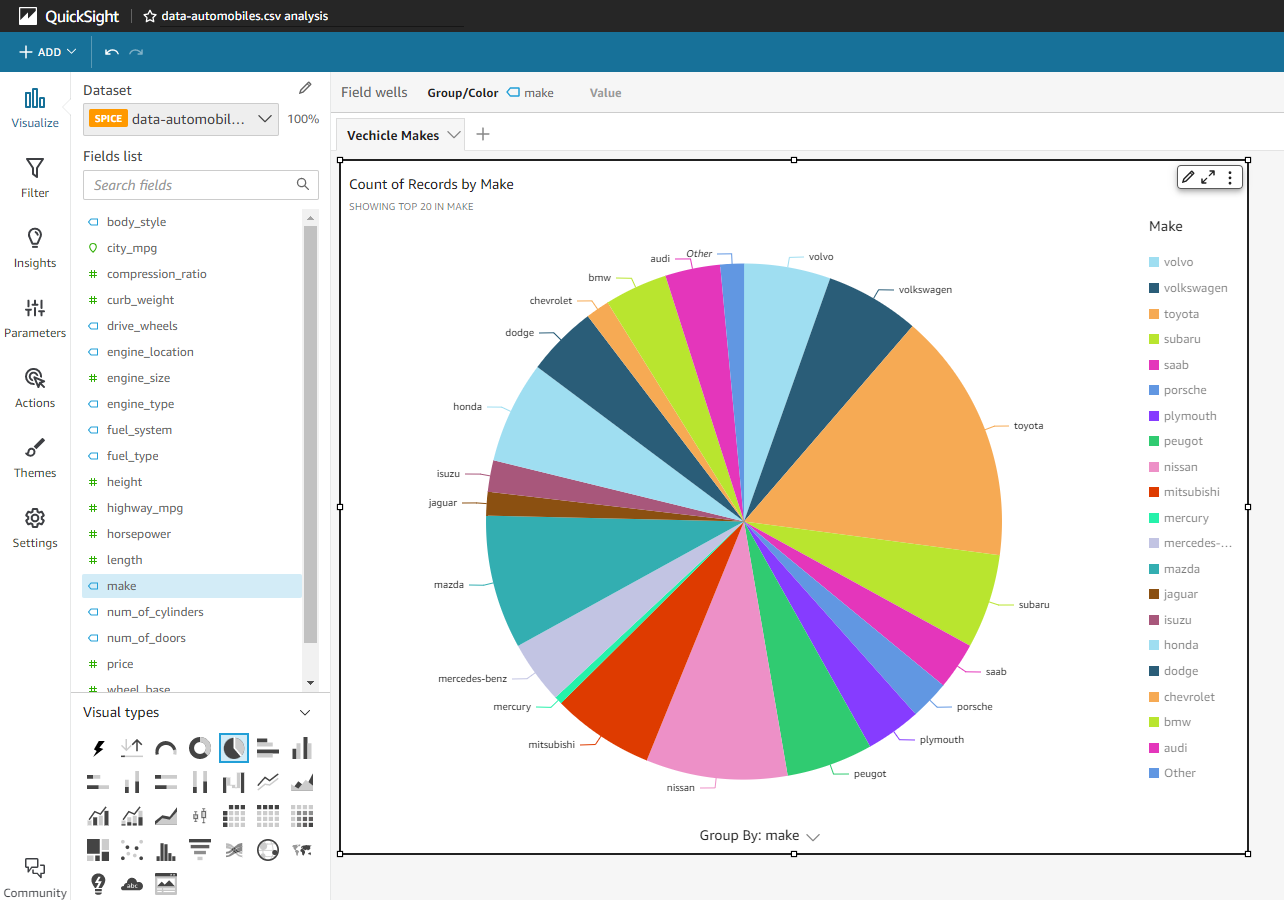 QuickSight
data-automobiles.csv analysis
ADD
Visualize
Filter
Insights
Parameters
Actions
Themes
Settings
Community
Dataset
SPICE data-automobil... 100%
Fields list
Search fields
body_style
city_mpg
compression_ratio
curb_weight
drive_wheels
engine_location
engine_size
engine_type
fuel_system
fuel_type
height
highway_mpg
horsepower
length
make
num_of_cylinders
num_of_doors
price
wheel_base
Visual types
abc
Field wells Group/Color make Value
Vechicle Makes
Count of Records by Make
SHOWING TOP 20 IN MAKE
volvo
volkswagen
toyota
subaru
saab
porsche
plymouth
peugot
nissan
mitsubishi
mercury
mercedes-benz
mazda
jaguar
isuzu
honda
dodge
chevrolet
bmw
audi
Other
Group By: make
Make
volvo
volkswagen
toyota
subaru
saab
porsche
plymouth
peugot
nissan
mitsubishi
mercury
mercedes-...
mazda
jaguar
isuzu
honda
dodge
chevrolet
bmw
audi
Other